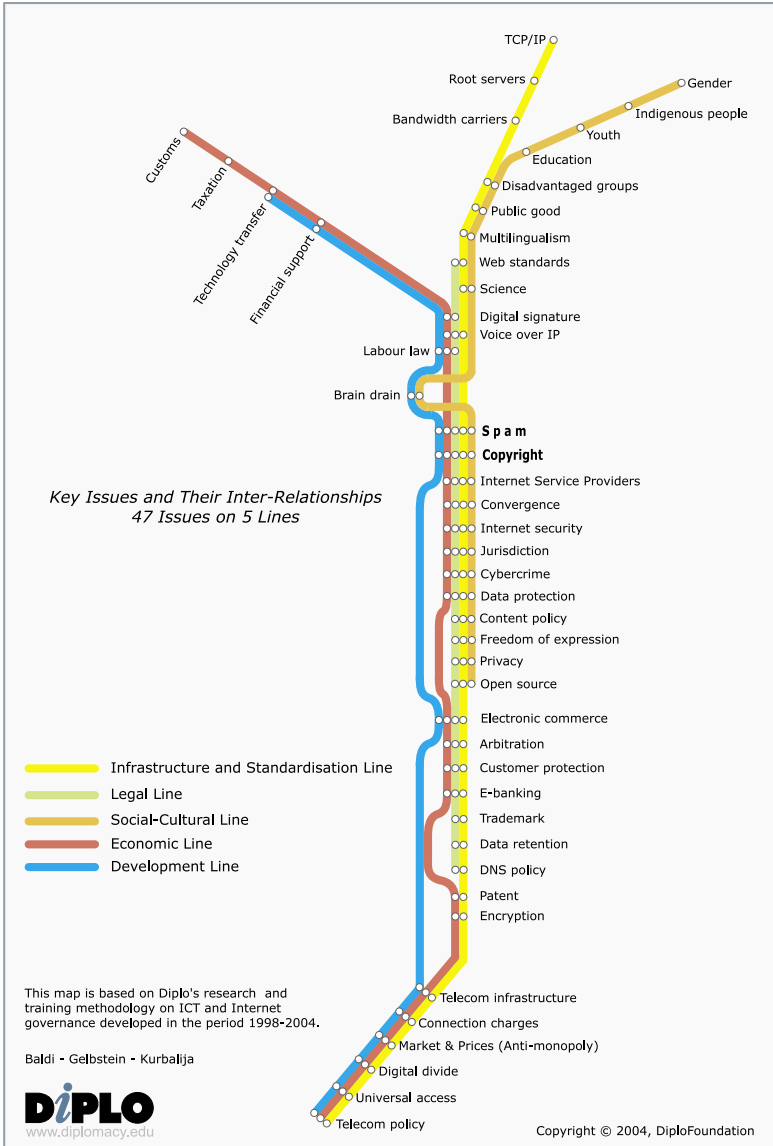 TCP/IP
Root servers
Gender
Indigenous people
Bandwidth carriers
Youth
Education
Customs
Taxation
Technology transfer
Financial support
Disadvantaged groups
Public good
Multilingualism
Web standards
Science
Digital signature
Voice over IP
Labour law
Brain drain
Spam
Copyright
Internet Service Providers
Convergence
Internet security
Jurisdiction
Cybercrime
Data protection
Content policy
Freedom of expression
Privacy
Open source
Electronic commerce
Arbitration
Customer protection
E-banking
Trademark
Data retention
DNS policy
Patent
Encryption
Telecom infrastructure
Connection charges
Market & Prices (Anti-monopoly)
Digital divide
Universal access
Telecom policy
Key Issues and Their Inter-Relationships
47 Issues on 5 Lines
Infrastructure and Standardisation Line
Legal Line
Social-Cultural Line
Economic Line
Development Line
This map is based on Diplo's research and
training methodology on ICT and Internet
governance developed in the period 1998-2004.
Baldi - Gelbstein - Kurbalija
DiPLO
www.diplomacy.edu
Copyright © 2004, DiploFoundation